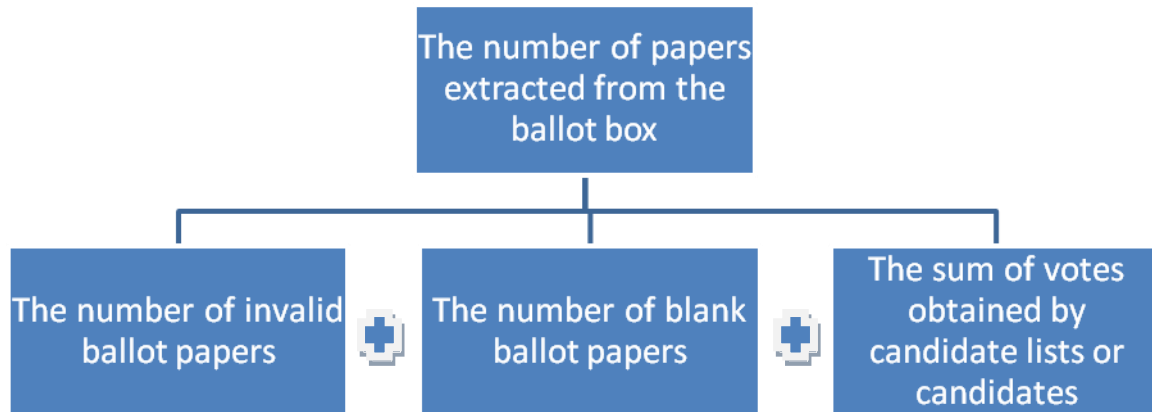 The number of papers
extracted from the
ballot box
The number of invalid
ballot papers
The number of blank
ballot papers
The sum of votes
obtained by
candidate lists or
candidates